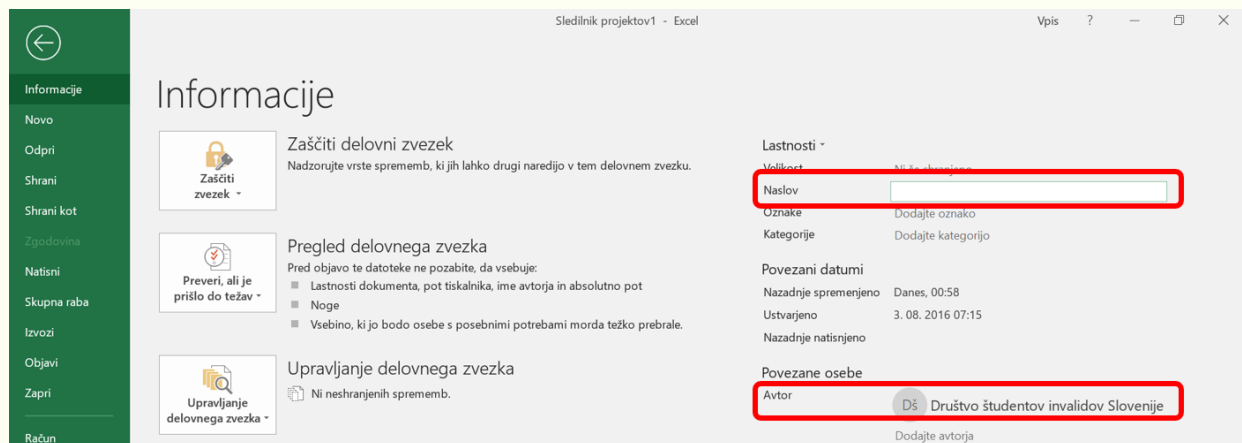 Sledilnik projektov1 - Excel
Vpis ?
Informacije
Novo
Odpri
Shrani
Shrani kot
Zgodovina
Natisni
Skupna raba
Izvozi
Objavi
Zapri
Račun
Informacije
Zaščiti
zvezek
Zaščiti delovni zvezek
Nadzorujte vrste sprememb, ki jih lahko drugi naredijo v tem delovnem zvezku.
Preveri, ali je
prišlo do težav
Pregled delovnega zvezka
Pred objavo te datoteke ne pozabite, da vsebuje:
Lastnosti dokumenta, pot tiskalnika, ime avtorja in absolutno pot
Noge
Vsebino, ki jo bodo osebe s posebnimi potrebami morda težko prebrale.
Upravljanje
delovnega zvezka
Upravljanje delovnega zvezka
Ni neshranjenih sprememb.
Lastnosti
Velikost Ni še shranjeno
Naslov
Oznake Dodajte oznako
Kategorije Dodajte kategorijo
Povezani datumi
Nazadnje spremenjeno Danes, 00:58
Ustvarjeno 3. 08. 2016 07:15
Nazadnje natisnjeno
Povezane osebe
Avtor Dš Društvo študentov invalidov Slovenije
Dodajte avtorja